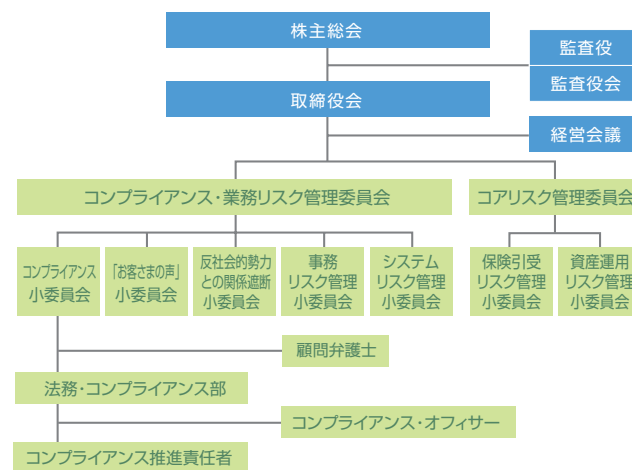 株主総会
監査役
監査役会
取締役会
経営会議
コンプライアンス・業務リスク管理委員会
コアリスク管理委員会
コンプライアンス
小委員会
「お客さまの声」
小委員会
反社会的勢力
との関係遮断
小委員会
事務
リスク管理
小委員会
システム
リスク管理
小委員会
保険引受
リスク管理
小委員会
資産運用
リスク管理
小委員会
顧問弁護士
法務・コンプライアンス部
コンプライアンス・オフィサー
コンプライアンス推進責任者